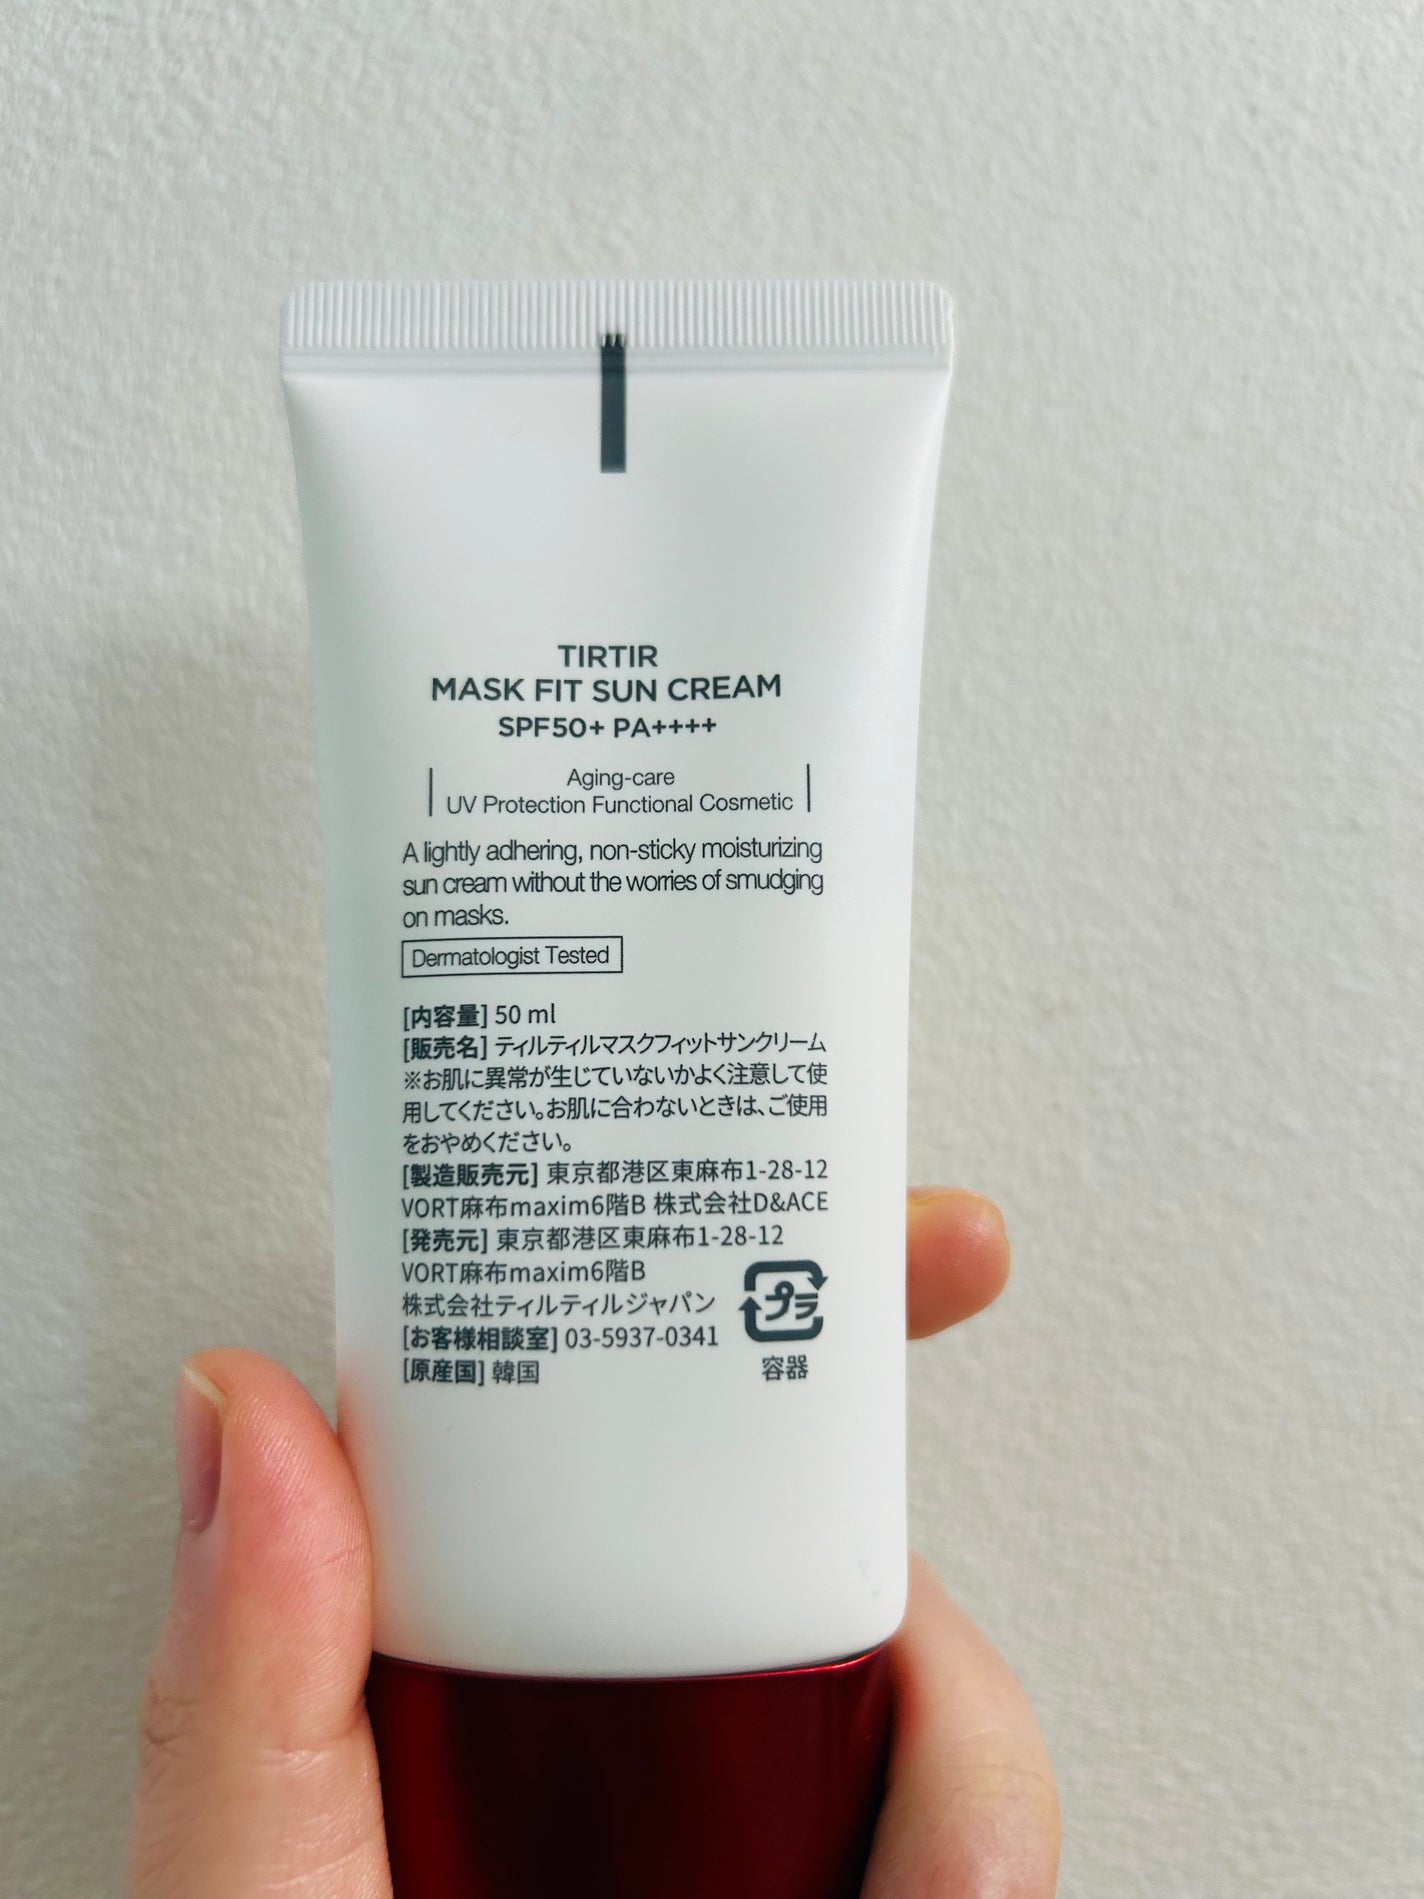 TIRTIR
MASK FIT SUN CREAM
SPF50+ PA++++
Aging-care
UV Protection Functional Cosmetic
A lightly adhering, non-sticky moisturizing
sun cream without the worries of smudging
on masks.
Dermatologist Tested
[内容量] 50 ml
[販売名] ティルティルマスクフィットサンクリーム
※お肌に異常が生じていないかよく注意して使
用してください。お肌に合わないときは、ご使用
をおやめください。
[製造販売元] 東京都港区東麻布1-28-12
VORT麻布maxim6階B 株式会社D&ACE
[発売元] 東京都港区東麻布1-28-12
VORT麻布maxim6階B
株式会社ティルティルジャパン
[お客様相談室] 03-5937-0341
[原産国] 韓国
プラ
容器